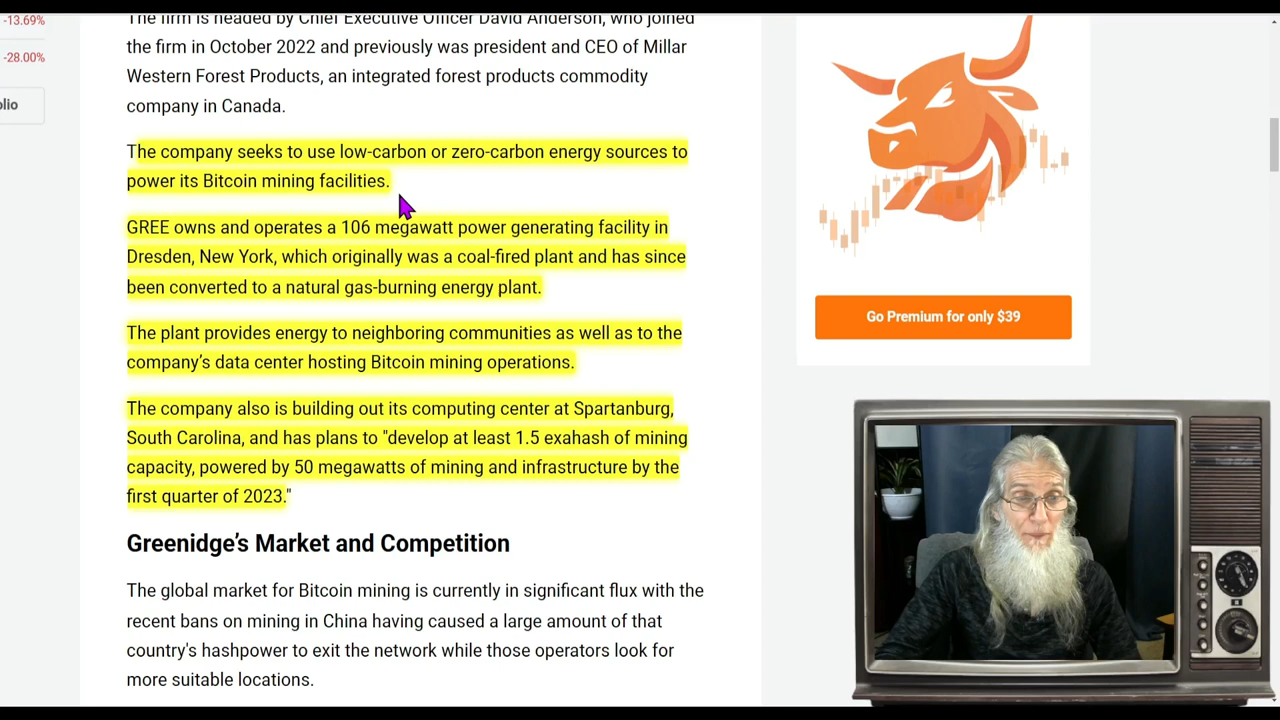 -13.69%
-28.00%
olio
The firm is headed by Chief Executive Officer David Anderson, who joined
the firm in October 2022 and previously was president and CEO of Millar
Western Forest Products, an integrated forest products commodity
company in Canada.
The company seeks to use low-carbon or zero-carbon energy sources to
power its Bitcoin mining facilities.
GREE owns and operates a 106 megawatt power generating facility in
Dresden, New York, which originally was a coal-fired plant and has since
been converted to a natural gas-burning energy plant.
The plant provides energy to neighboring communities as well as to the
company’s data center hosting Bitcoin mining operations.
The company also is building out its computing center at Spartanburg,
South Carolina, and has plans to "develop at least 1.5 exahash of mining
capacity, powered by 50 megawatts of mining and infrastructure by the
first quarter of 2023."
Greenidge’s Market and Competition
The global market for Bitcoin mining is currently in significant flux with the
recent bans on mining in China having caused a large amount of that
country's hashpower to exit the network while those operators look for
more suitable locations.
Go Premium for only $39